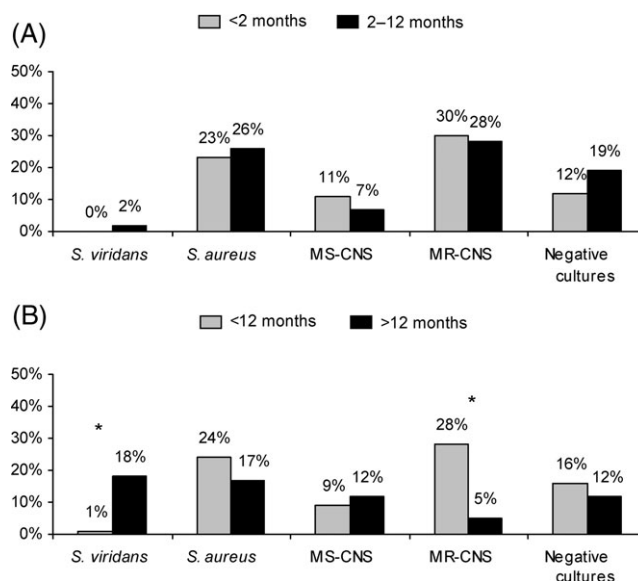 (A)
<2 months 2–12 months
50%
40%
30%
20%
10%
0%
0% 2% 23% 26% 11% 7% 30% 28% 12% 19%
S. viridans S. aureus MS-CNS MR-CNS Negative
cultures
(B)
<12 months >12 months
50%
40%
30%
20%
10%
0%
* 1% 18% 24% 17% 9% 12% * 28% 5% 16% 12%
S. viridans S. aureus MS-CNS MR-CNS Negative
cultures